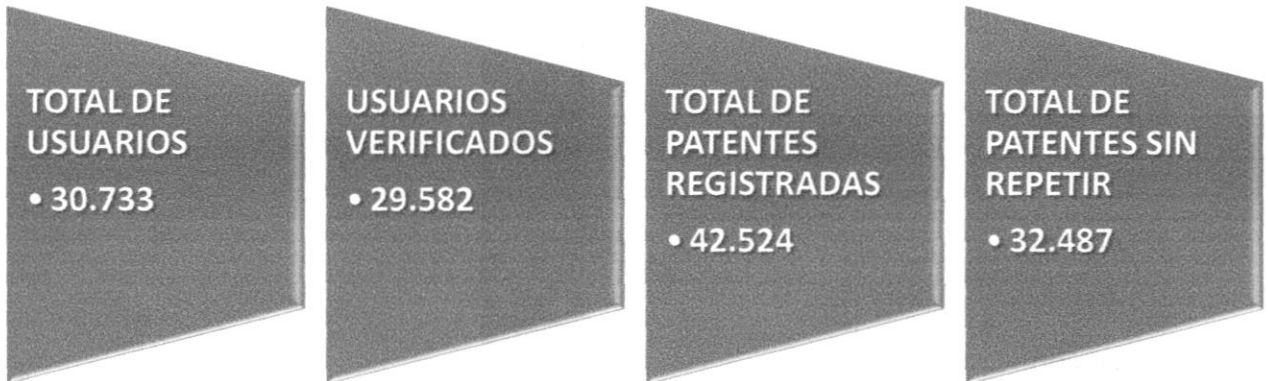 TOTAL DE
USUARIOS
• 30.733
USUARIOS
VERIFICADOS
• 29.582
TOTAL DE
PATENTES
REGISTRADAS
• 42.524
TOTAL DE
PATENTES SIN
REPETIR
• 32.487